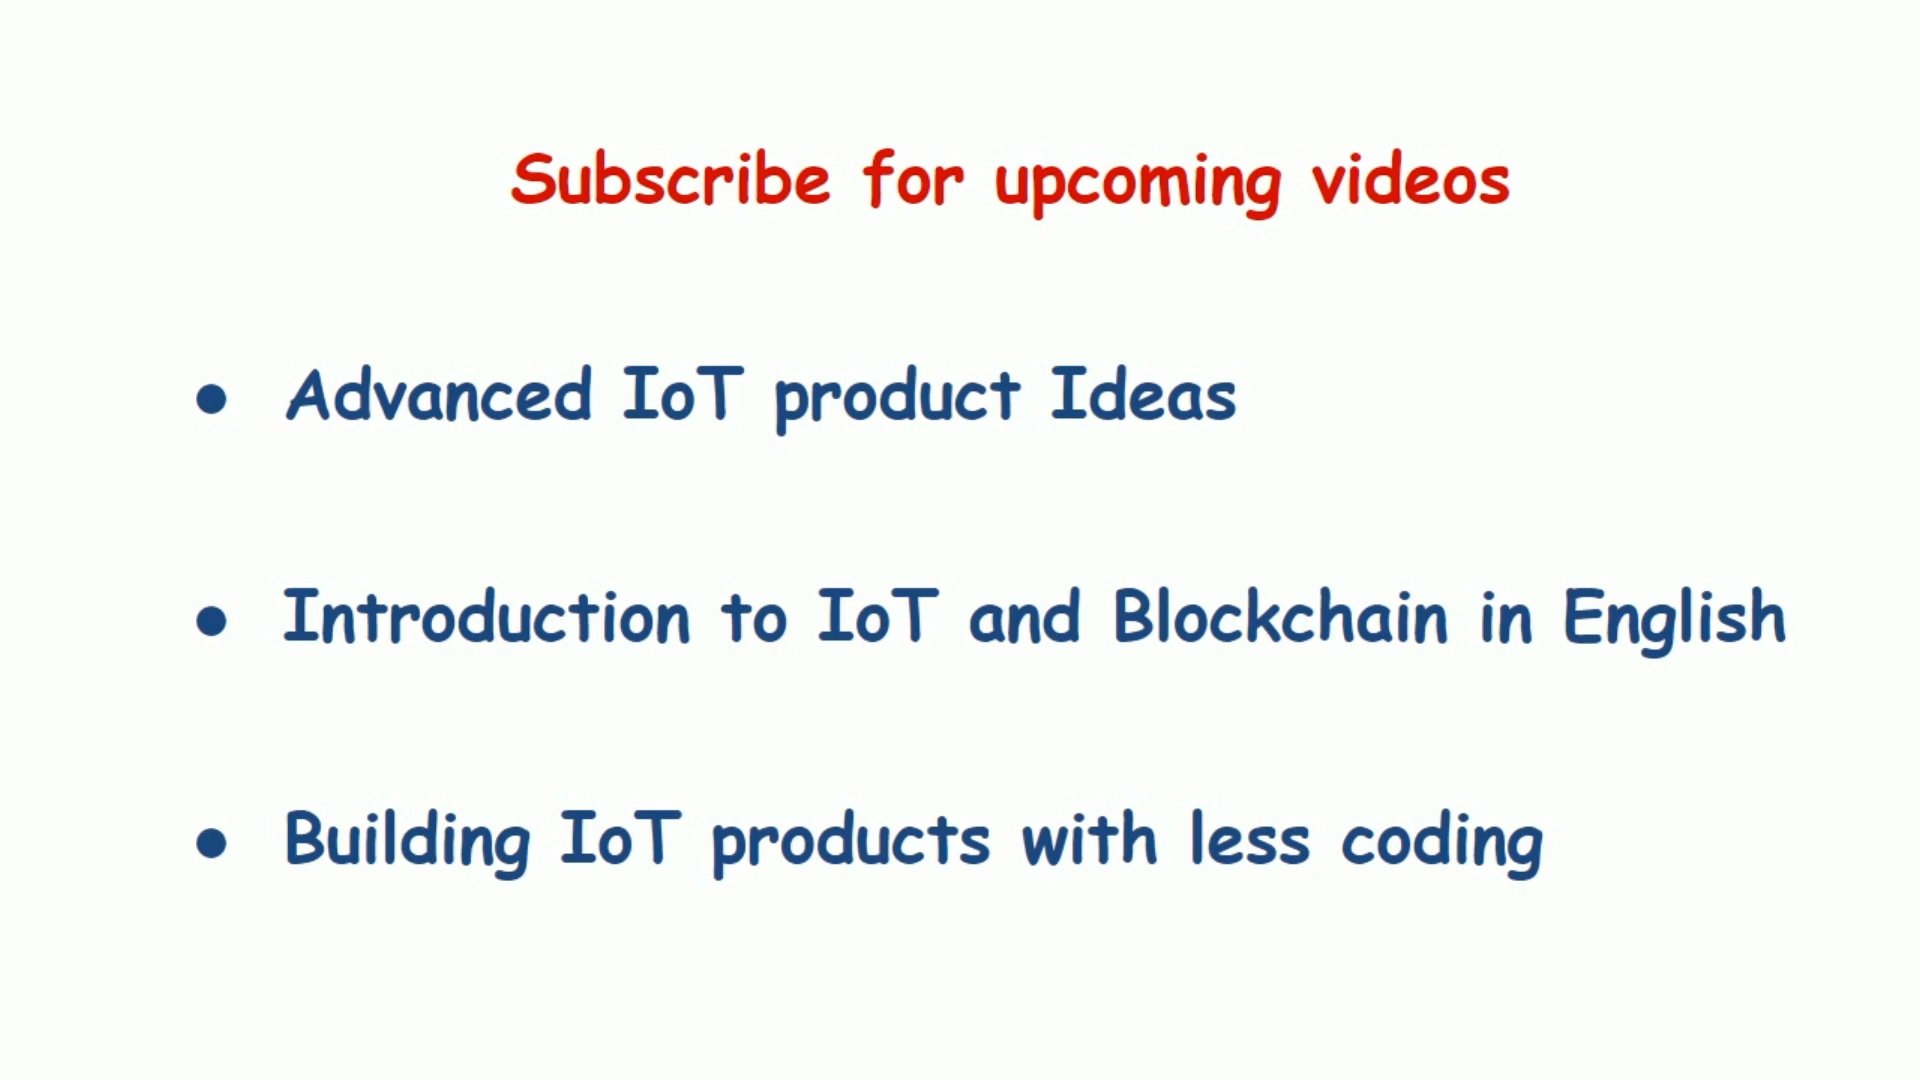 Subscribe for upcoming videos
● Advanced IoT product Ideas
● Introduction to IoT and Blockchain in English
● Building IoT products with less coding